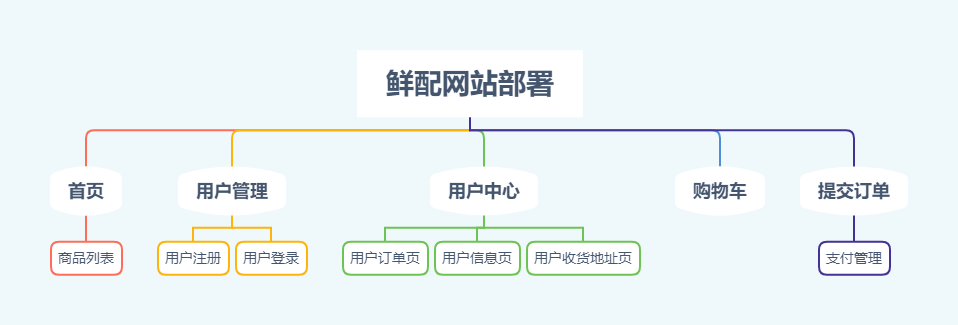 鲜配网站部署
首页
用户管理
用户中心
购物车
提交订单
商品列表
用户注册
用户登录
用户订单页
用户信息页
用户收货地址页
支付管理